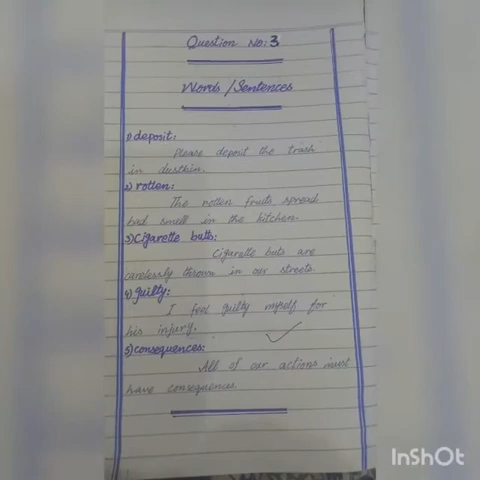 Question No: 3
Words/Sentences
1) deposit:
Please deposit the trash
in dustbin.
2) rotten:
The rotten fruits spread
bad smell in the kitchen.
3) Cigarette butts:
Cigarette buts are
carelessly thrown in our streets.
4) guilty:
I feel guilty myself for
his injury.
5) consequences:
All of our actions must
have consequences.
InShOt